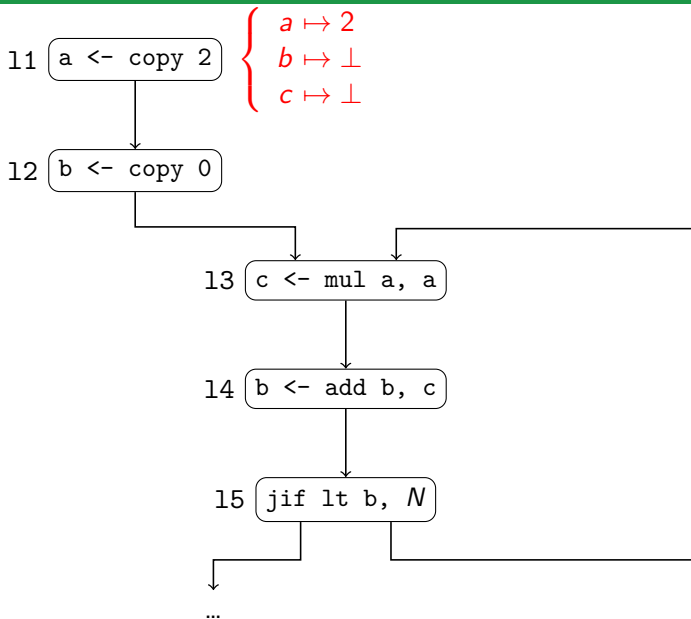 l1 a <- copy 2
a ↦ 2
b ↦ ⊥
c ↦ ⊥
l2 b <- copy 0
l3 c <- mul a, a
l4 b <- add b, c
l5 jif lt b, N
…